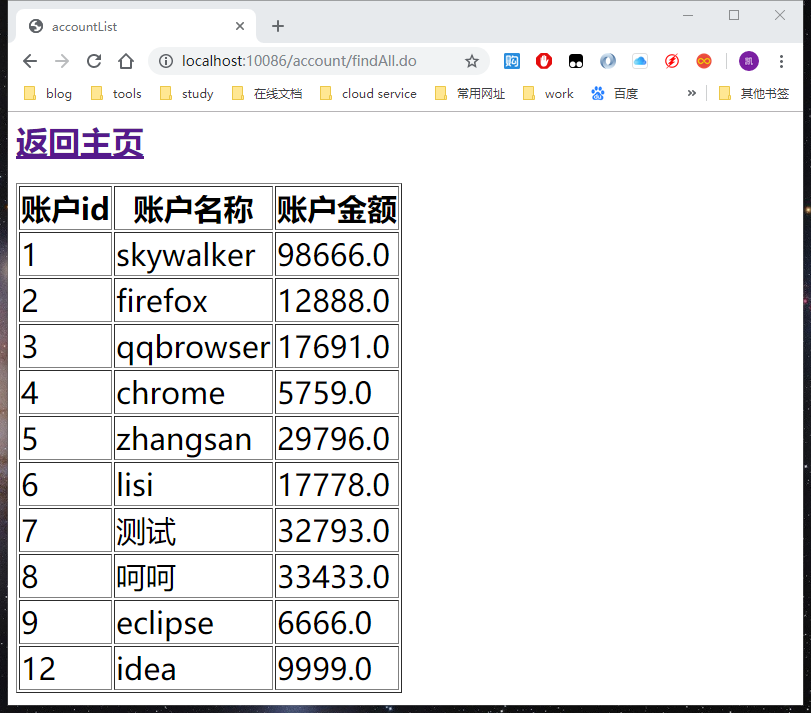 accountList
localhost:10086/account/findAll.do
购
凯
blog tools study 在线文档 cloud service 常用网址 work 百度 » 其他书签
返回主页
账户id 账户名称 账户金额
1 skywalker 98666.0
2 firefox 12888.0
3 qqbrowser 17691.0
4 chrome 5759.0
5 zhangsan 29796.0
6 lisi 17778.0
7 测试 32793.0
8 呵呵 33433.0
9 eclipse 6666.0
12 idea 9999.0